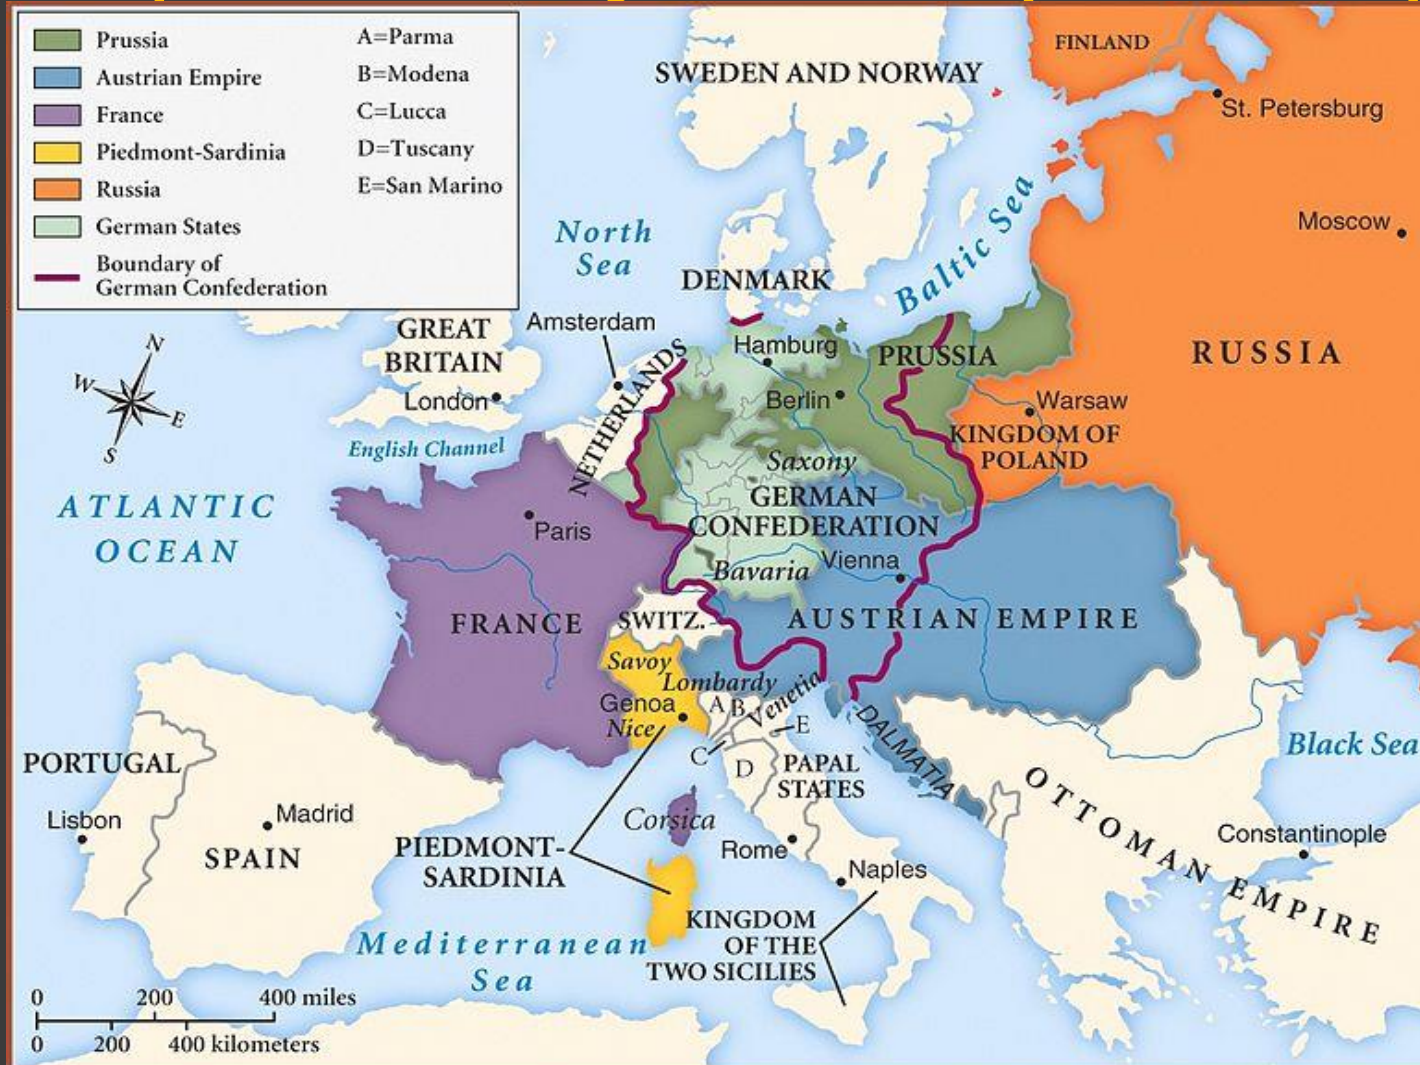 Prussia
Austrian Empire
France
Piedmont-Sardinia
Russia
German States
Boundary of
German Confederation
A=Parma
B=Modena
C=Lucca
D=Tuscany
E=San Marino
FINLAND
SWEDEN AND NORWAY
St. Petersburg
Moscow
North
Sea
Baltic Sea
DENMARK
GREAT
BRITAIN
London
Amsterdam
NETHERLANDS
Hamburg
PRUSSIA
Berlin
RUSSIA
Warsaw
KINGDOM OF
POLAND
N
W
E
S
English Channel
ATLANTIC
OCEAN
Saxony
GERMAN
CONFEDERATION
Paris
Bavaria
Vienna
FRANCE
SWITZ.
AUSTRIAN EMPIRE
Savoy
Lombardy
Genoa
Nice
A
B
Venetia
E
C
D
DALMATIA
PAPAL
STATES
Black Sea
PORTUGAL
Lisbon
Madrid
SPAIN
Corsica
PIEDMONT-
SARDINIA
Rome
Naples
OTTOMAN EMPIRE
Constantinople
KINGDOM
OF THE
TWO SICILIES
Mediterranean
Sea
0 200 400 miles
0 200 400 kilometers